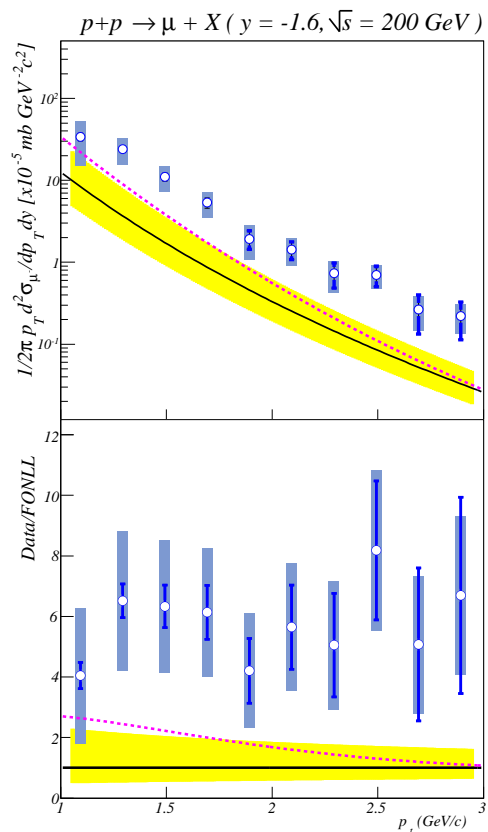 p+p → μ + X ( y = -1.6, √s = 200 GeV )
1/2π p_T d²σ_μ/dp_T dy [x10⁻⁵ mb GeV⁻²c²]
10²
10
1
10⁻¹
Data/FONLL
12
10
8
6
4
2
0
1 1.5 2 2.5 3
(GeV/c)